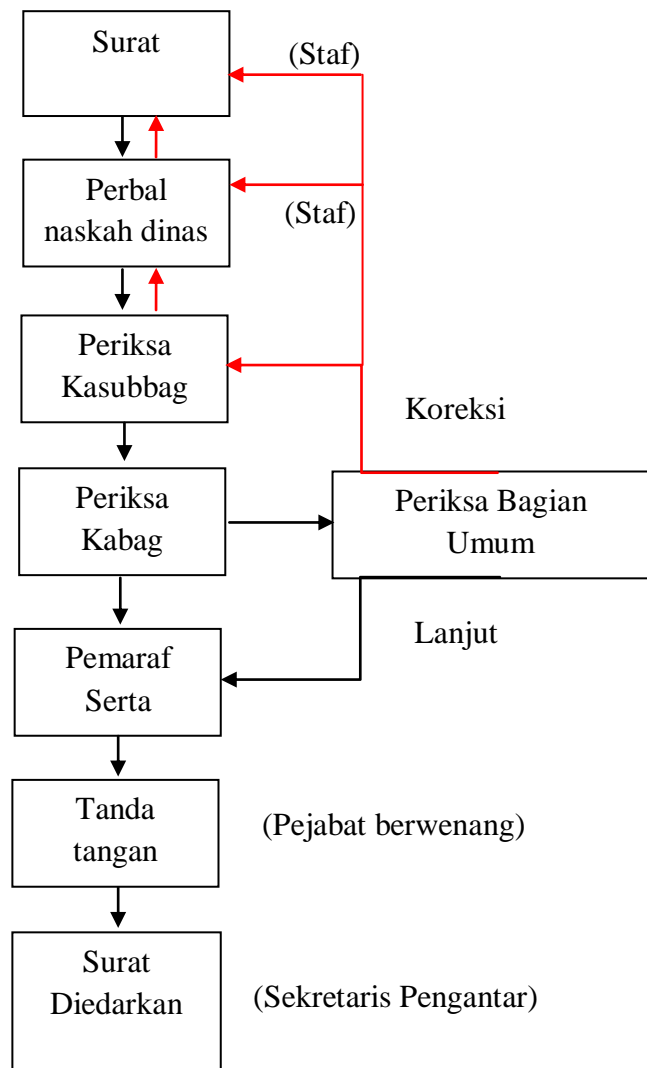 Surat
(Staf)
Perbal
naskah dinas
(Staf)
Periksa
Kasubbag
Koreksi
Periksa
Kabag
Periksa Bagian
Umum
Lanjut
Pemaraf
Serta
Tanda
tangan
(Pejabat berwenang)
Surat
Diedarkan
(Sekretaris Pengantar)